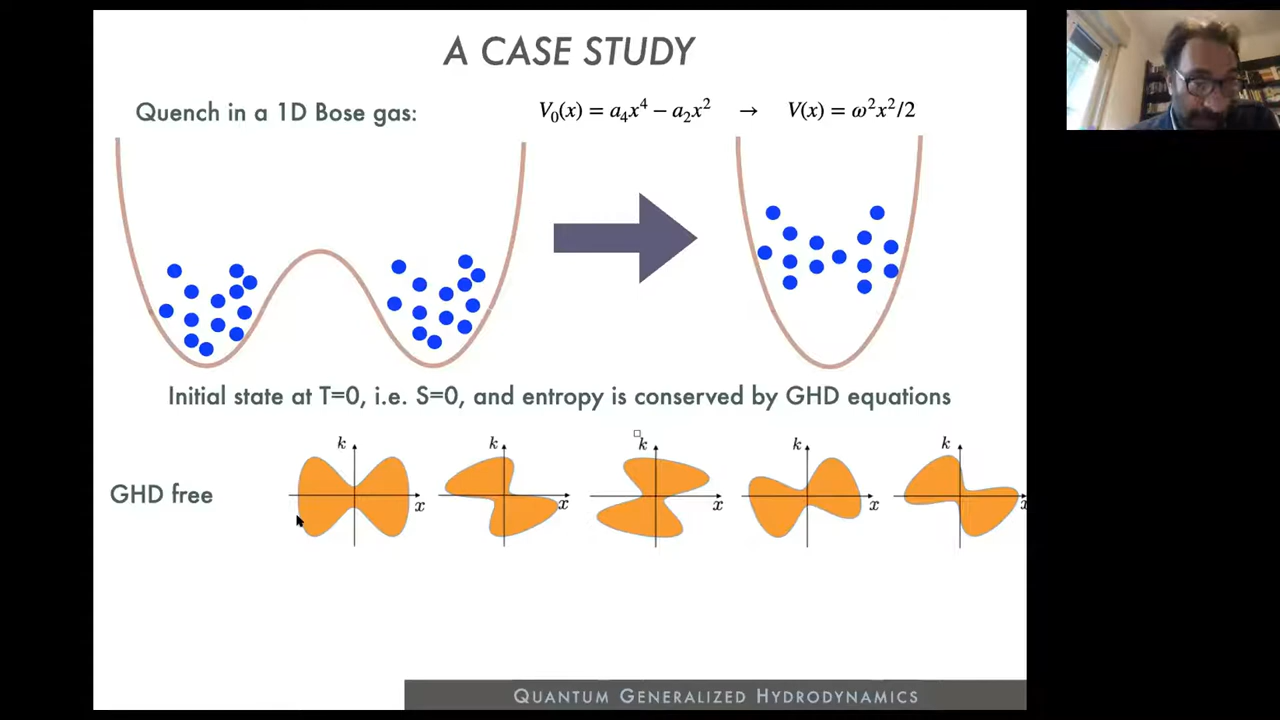 A CASE STUDY
Quench in a 1D Bose gas:
V₀(x) = a₄x⁴ − a₂x² → V(x) = ω²x²/2
Initial state at T=0, i.e. S=0, and entropy is conserved by GHD equations
k k k k k
GHD free
x x x x x
QUANTUM GENERALIZED HYDRODYNAMICS